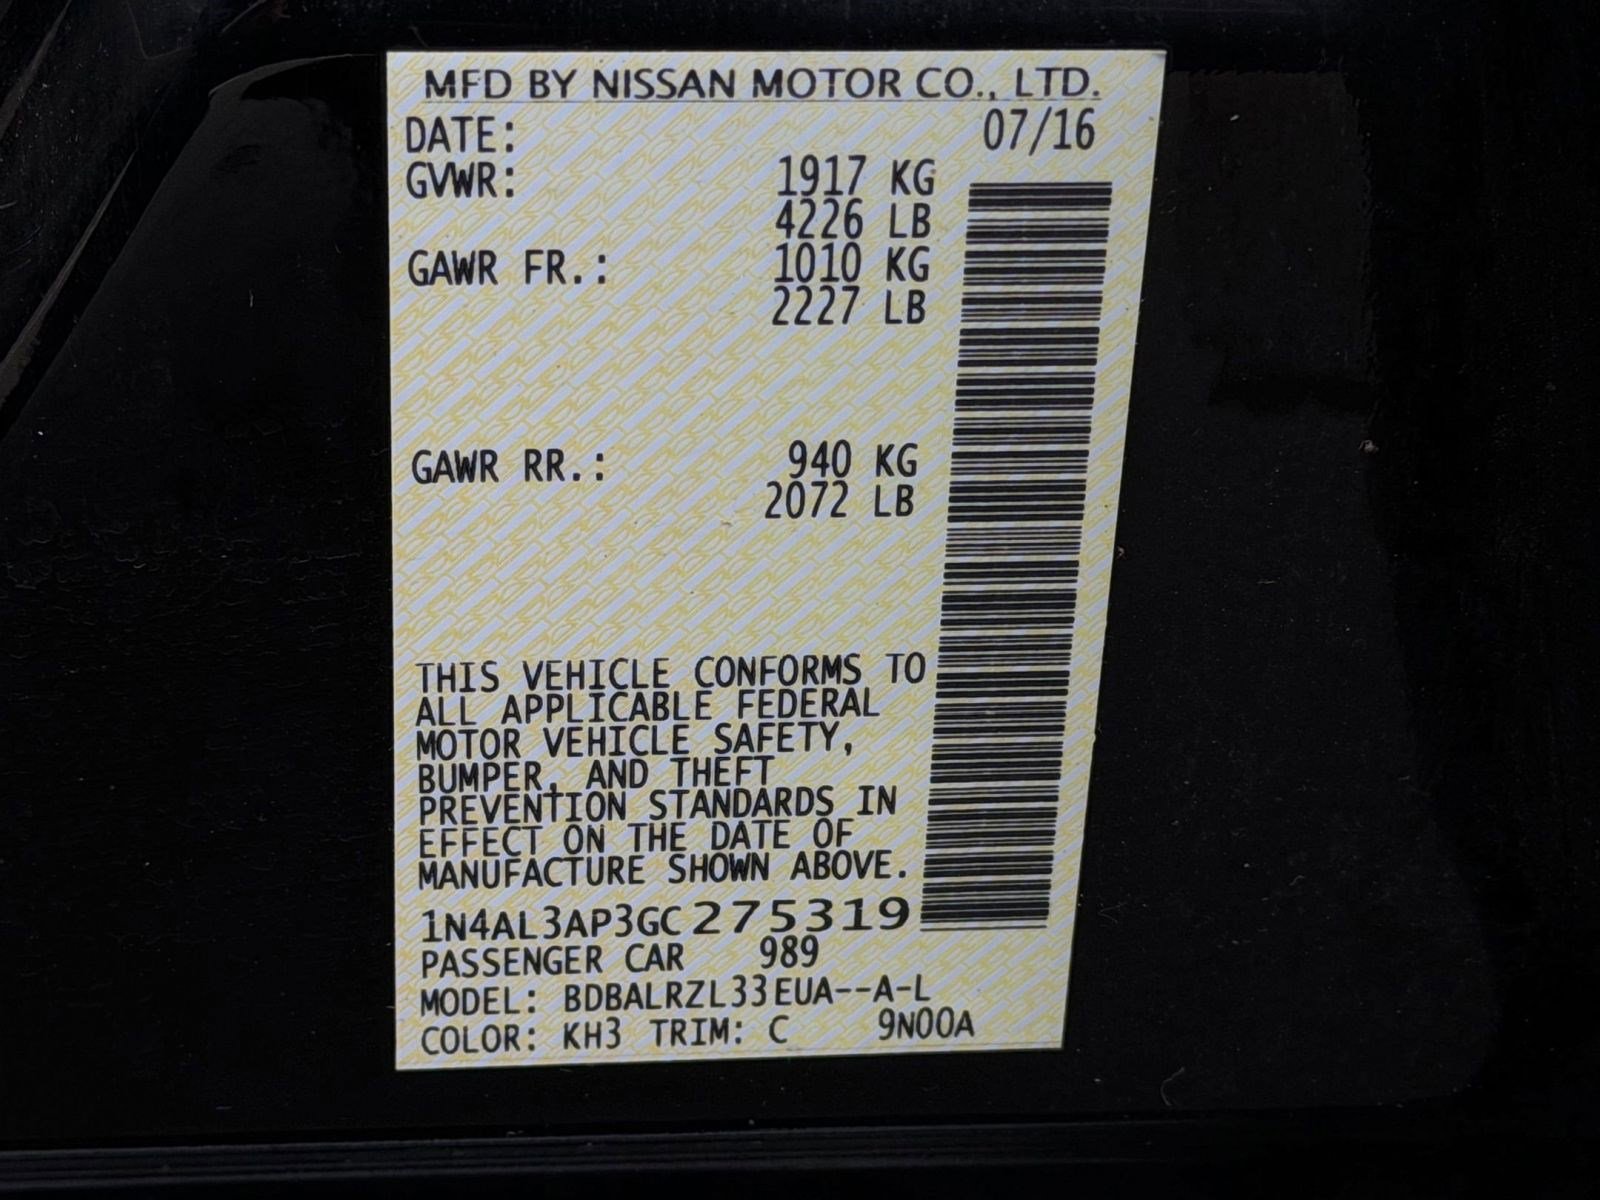 MFD BY NISSAN MOTOR CO., LTD.
DATE: 07/16
GVWR: 1917 KG
4226 LB
GAWR FR.: 1010 KG
2227 LB
GAWR RR.: 940 KG
2072 LB
THIS VEHICLE CONFORMS TO
ALL APPLICABLE FEDERAL
MOTOR VEHICLE SAFETY,
BUMPER, AND THEFT
PREVENTION STANDARDS IN
EFFECT ON THE DATE OF
MANUFACTURE SHOWN ABOVE.
1N4AL3AP3GC275319
PASSENGER CAR 989
MODEL: BDBALRZL33EUA--A-L
COLOR: KH3 TRIM: C 9N00A